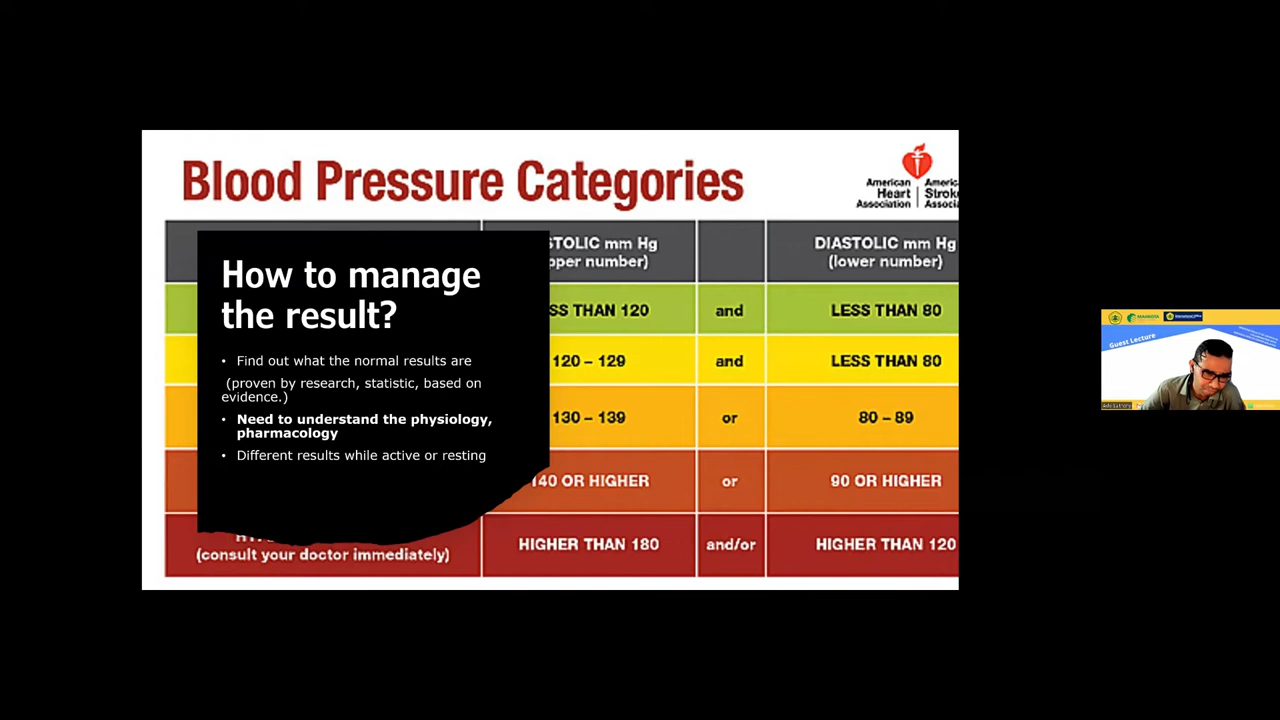 Blood Pressure Categories
American
Heart
Association
Americ
Stroke
Associ
STOLIC mm Hg
pper number)
DIASTOLIC mm Hg
(lower number)
How to manage
the result?
• Find out what the normal results are
(proven by research, statistic, based on
evidence.)
• Need to understand the physiology,
pharmacology
• Different results while active or resting
SS THAN 120 and LESS THAN 80
120 – 129 and LESS THAN 80
130 – 139 or 80 – 89
140 OR HIGHER or 90 OR HIGHER
(consult your doctor immediately) HIGHER THAN 180 and/or HIGHER THAN 120
Guest Lecture